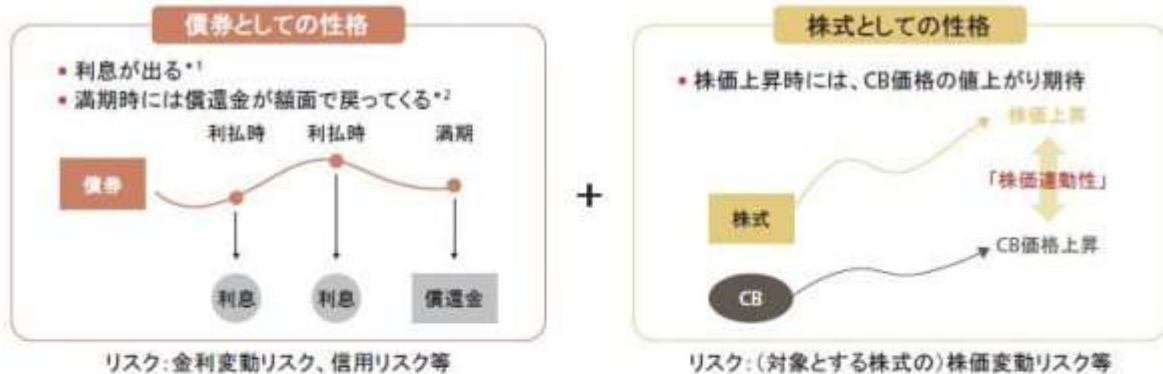 債券としての性格
• 利息が出る*1
• 満期時には償還金が額面で戻ってくる*2
利払時 利払時 満期
債券
利息 利息 償還金
リスク:金利変動リスク、信用リスク等
+
株式としての性格
• 株価上昇時には、CB価格の値上がり期待
株価上昇
「株価連動性」
株式
CB価格上昇
CB
リスク:(対象とする株式の)株価変動リスク等